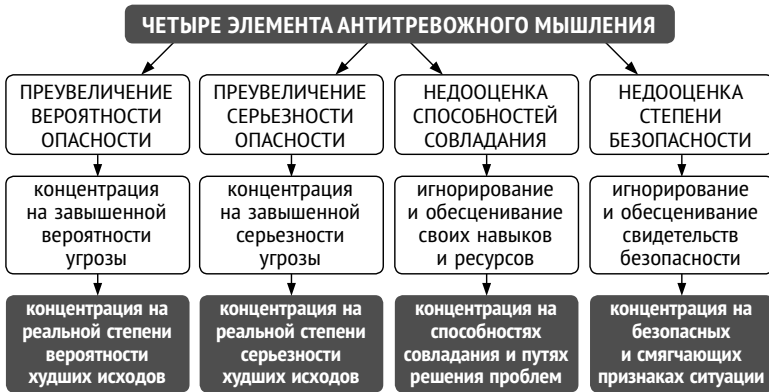 ЧЕТЫРЕ ЭЛЕМЕНТА АНТИТРЕВОЖНОГО МЫШЛЕНИЯ
ПРЕУВЕЛИЧЕНИЕ
ВЕРОЯТНОСТИ
ОПАСНОСТИ
ПРЕУВЕЛИЧЕНИЕ
СЕРЬЕЗНОСТИ
ОПАСНОСТИ
НЕДООЦЕНКА
СПОСОБНОСТЕЙ
СОВЛАДАНИЯ
НЕДООЦЕНКА
СТЕПЕНИ
БЕЗОПАСНОСТИ
концентрация
на завышенной
вероятности
угрозы
концентрация
на завышенной
серьезности
угрозы
игнорирование
и обесценивание
своих навыков
и ресурсов
игнорирование
и обесценивание
свидетельств
безопасности
концентрация на
реальной степени
вероятности
худших исходов
концентрация на
реальной степени
серьезности
худших исходов
концентрация на
способностях
совладания и путях
решения проблем
концентрация на
безопасных
и смягчающих
признаках ситуации